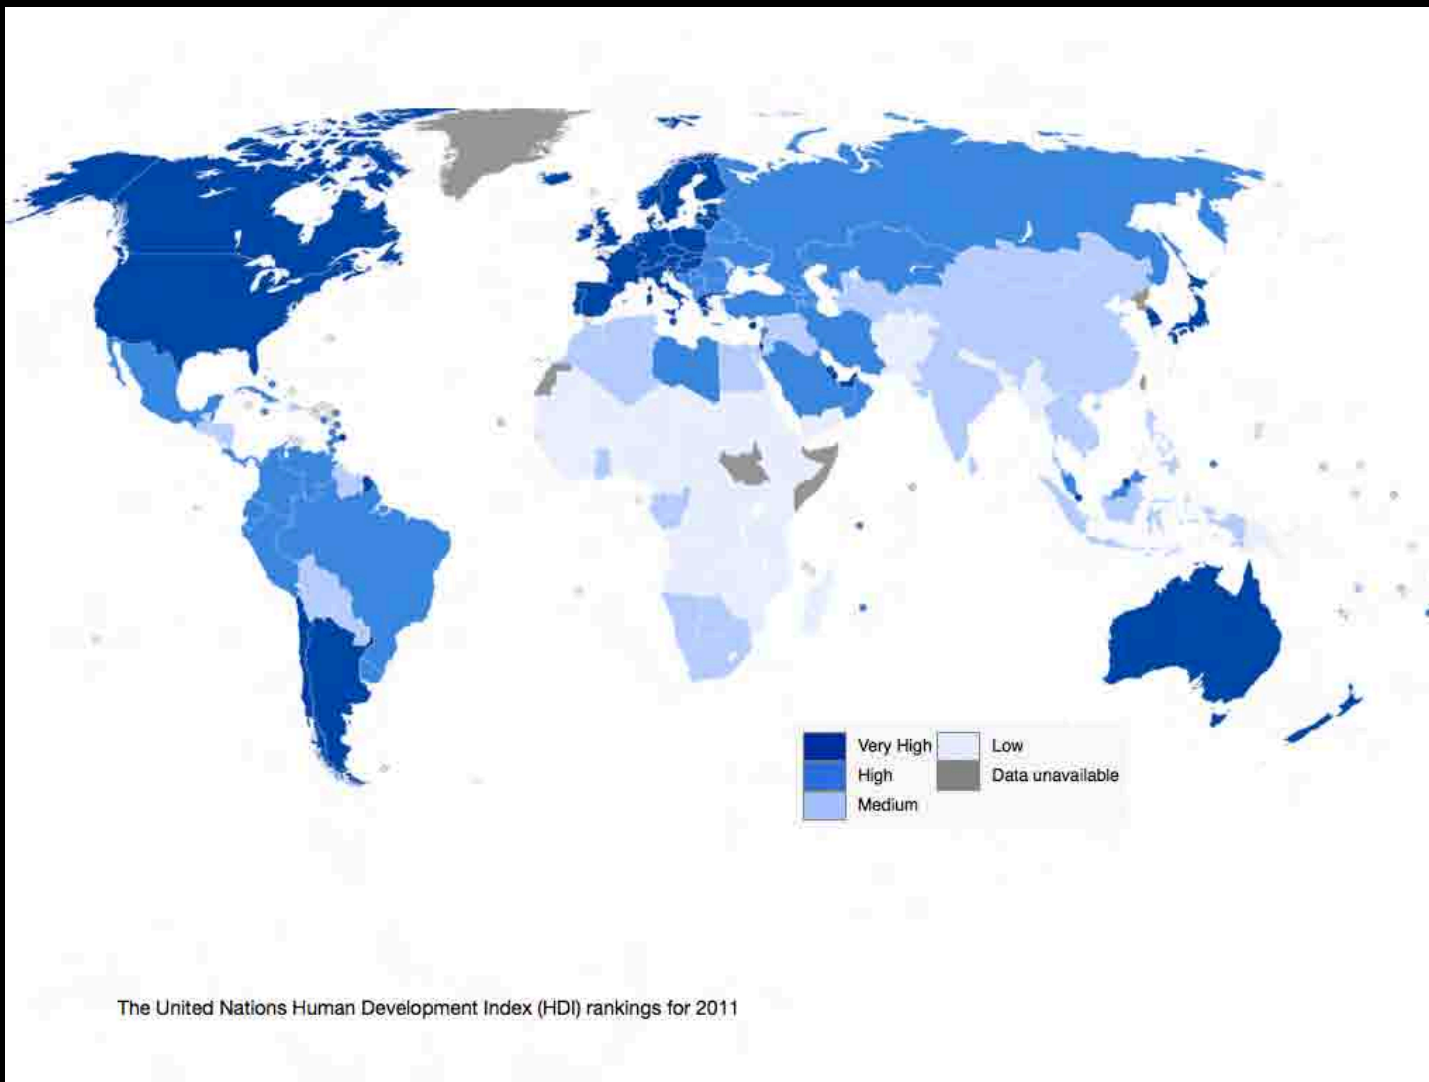 Very High
Low
High
Data unavailable
Medium
The United Nations Human Development Index (HDI) rankings for 2011